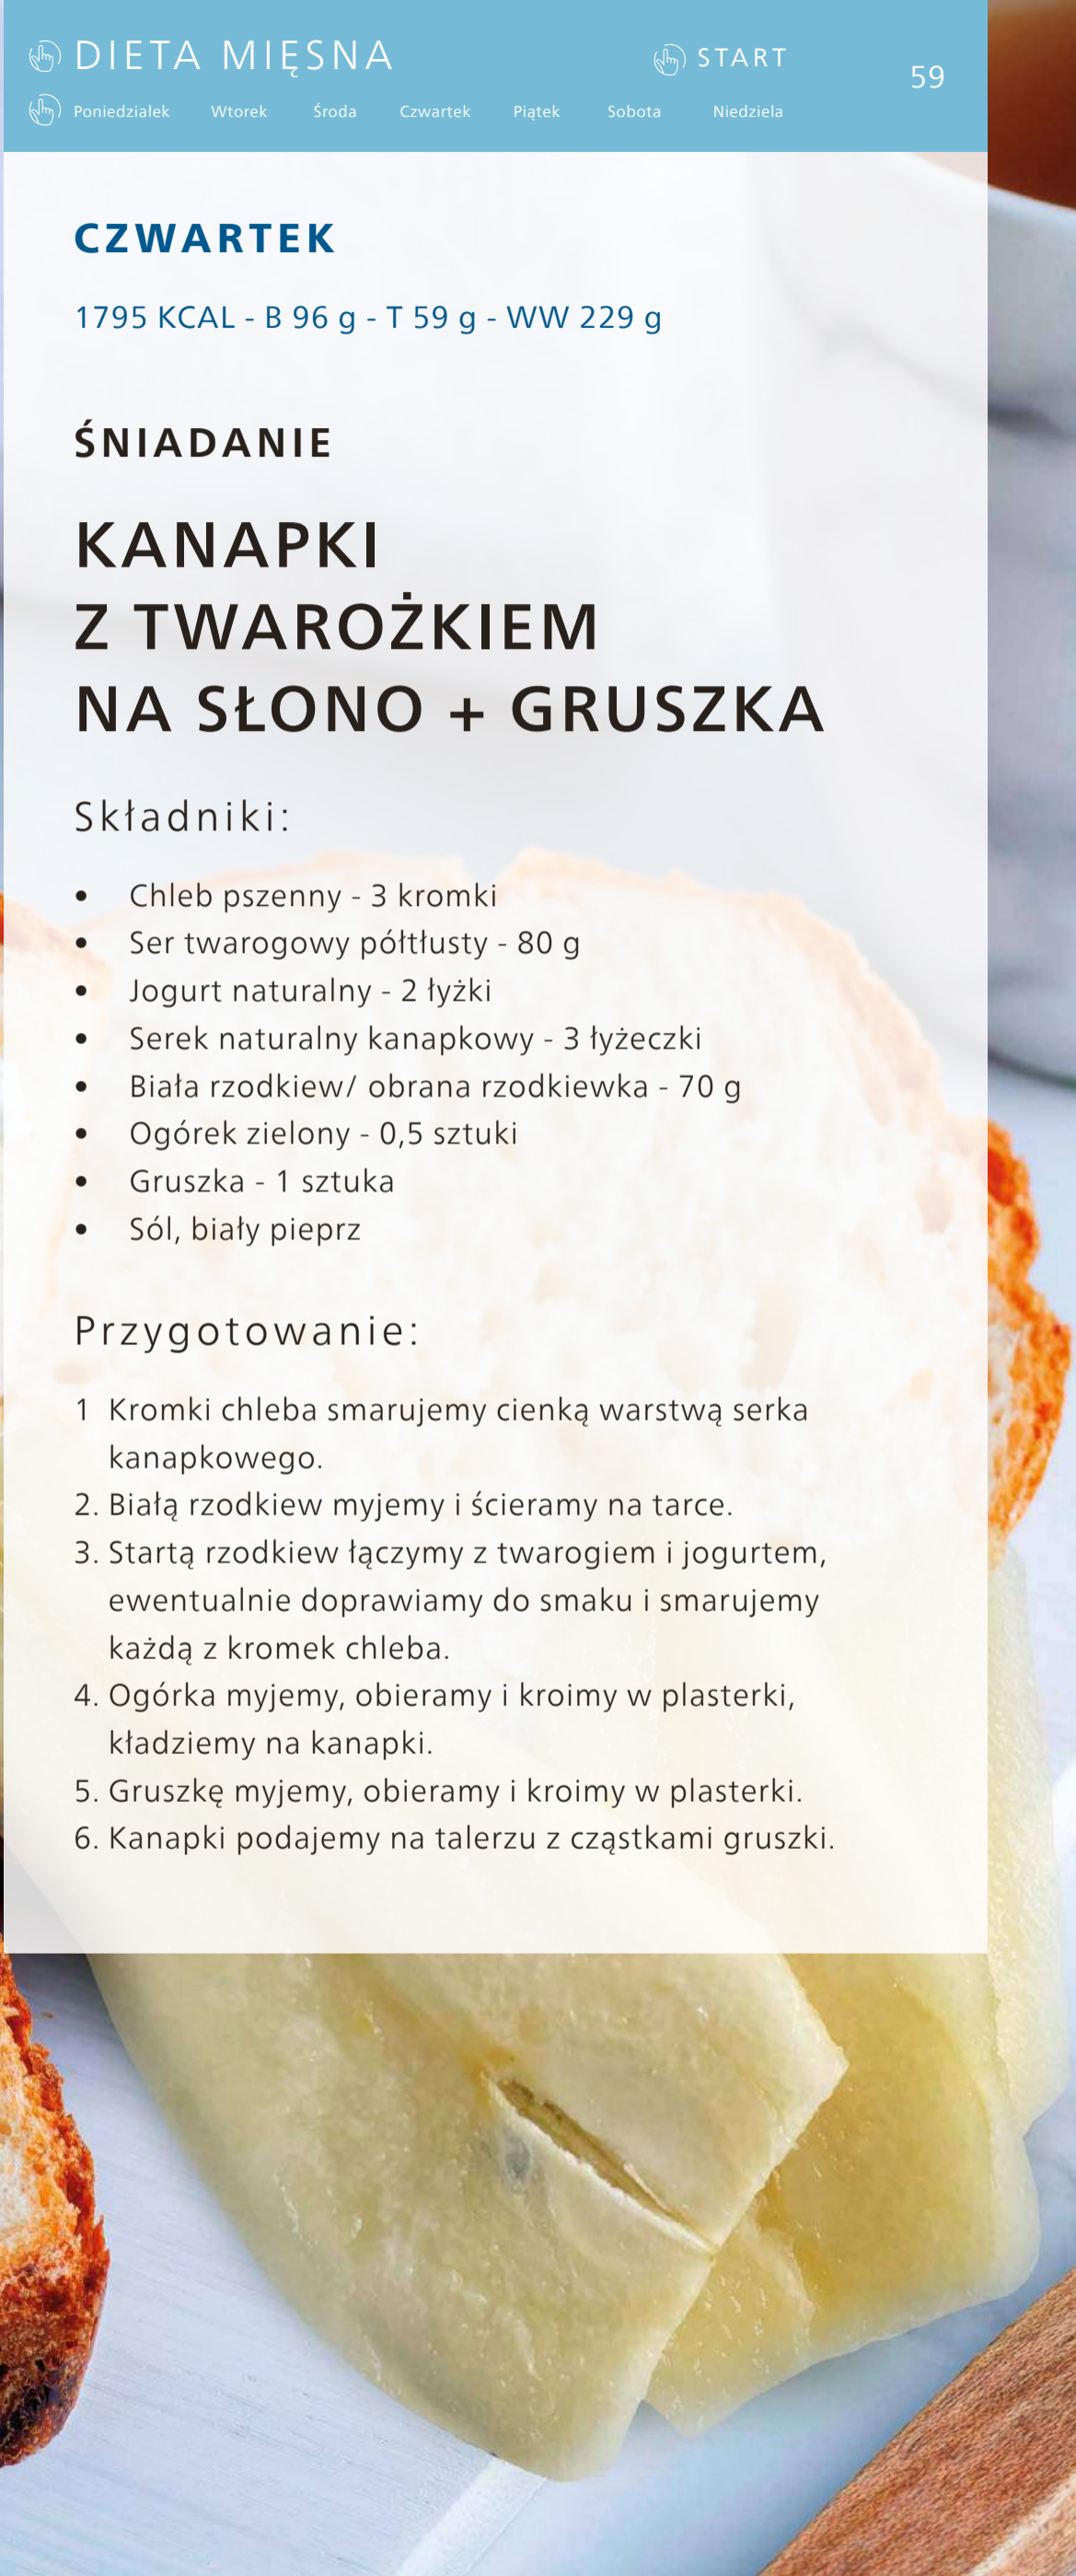 DIETA MIĘSNA
START
59
Poniedziałek Wtorek Środa Czwartek Piątek Sobota Niedziela
CZWARTEK
1795 KCAL - B 96 g - T 59 g - WW 229 g
ŚNIADANIE
KANAPKI
Z TWAROŻKIEM
NA SŁONO + GRUSZKA
Składniki:
• Chleb pszenny - 3 kromki
• Ser twarogowy półtłusty - 80 g
• Jogurt naturalny - 2 łyżki
• Serek naturalny kanapkowy - 3 łyżeczki
• Biała rzodkiew/ obrana rzodkiewka - 70 g
• Ogórek zielony - 0,5 sztuki
• Gruszka - 1 sztuka
• Sól, biały pieprz
Przygotowanie:
1 Kromki chleba smarujemy cienką warstwą serka
kanapkowego.
2. Białą rzodkiew myjemy i ścieramy na tarce.
3. Startą rzodkiew łączymy z twarogiem i jogurtem,
ewentualnie doprawiamy do smaku i smarujemy
każdą z kromek chleba.
4. Ogórka myjemy, obieramy i kroimy w plasterki,
kładziemy na kanapki.
5. Gruszkę myjemy, obieramy i kroimy w plasterki.
6. Kanapki podajemy na talerzu z cząstkami gruszki.